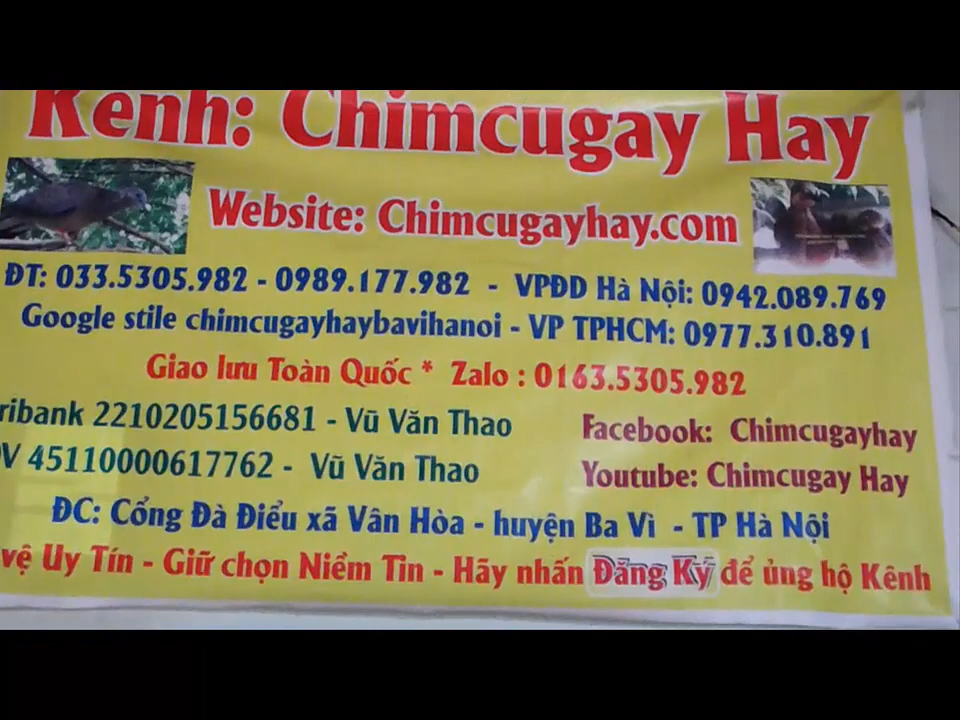 Kênh: Chimcugay Hay
Website: Chimcugayhay.com
ĐT: 033.5305.982 - 0989.177.982 - VPĐD Hà Nội: 0942.089.769
Google stile chimcugayhaybavihanoi - VP TPHCM: 0977.310.891
Giao lưu Toàn Quốc * Zalo : 0163.5305.982
ribank 2210205156681 - Vũ Văn Thao
Facebook: Chimcugayhay
V 45110000617762 - Vũ Văn Thao
Youtube: Chimcugay Hay
ĐC: Cổng Đà Điểu xã Vân Hòa - huyện Ba Vì - TP Hà Nội
vệ Uy Tín - Giữ chọn Niềm Tin - Hãy nhấn Đăng Ký để ủng hộ Kênh